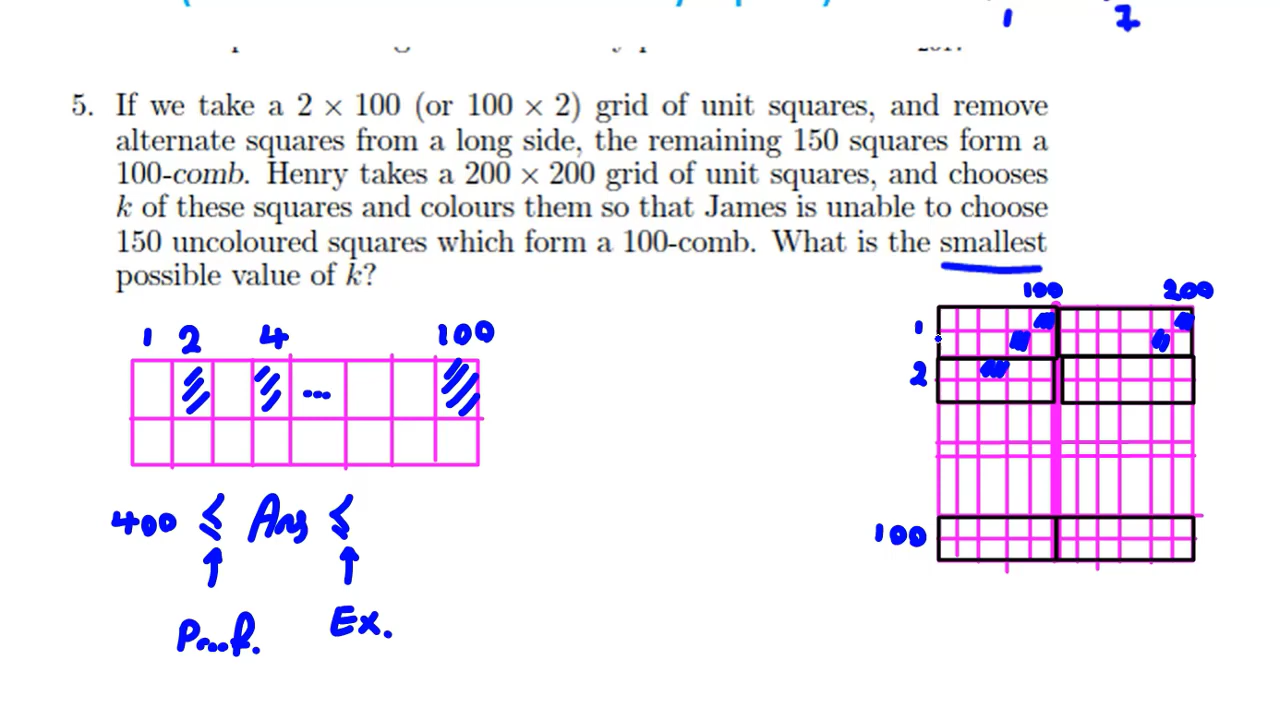 1 7
5. If we take a 2 × 100 (or 100 × 2) grid of unit squares, and remove
alternate squares from a long side, the remaining 150 squares form a
100-comb. Henry takes a 200 × 200 grid of unit squares, and chooses
k of these squares and colours them so that James is unable to choose
150 uncoloured squares which form a 100-comb. What is the smallest
possible value of k?
100 200
1
2
100
1 2 4 100
...
400 ≤ Ans ≤
Proof. Ex.